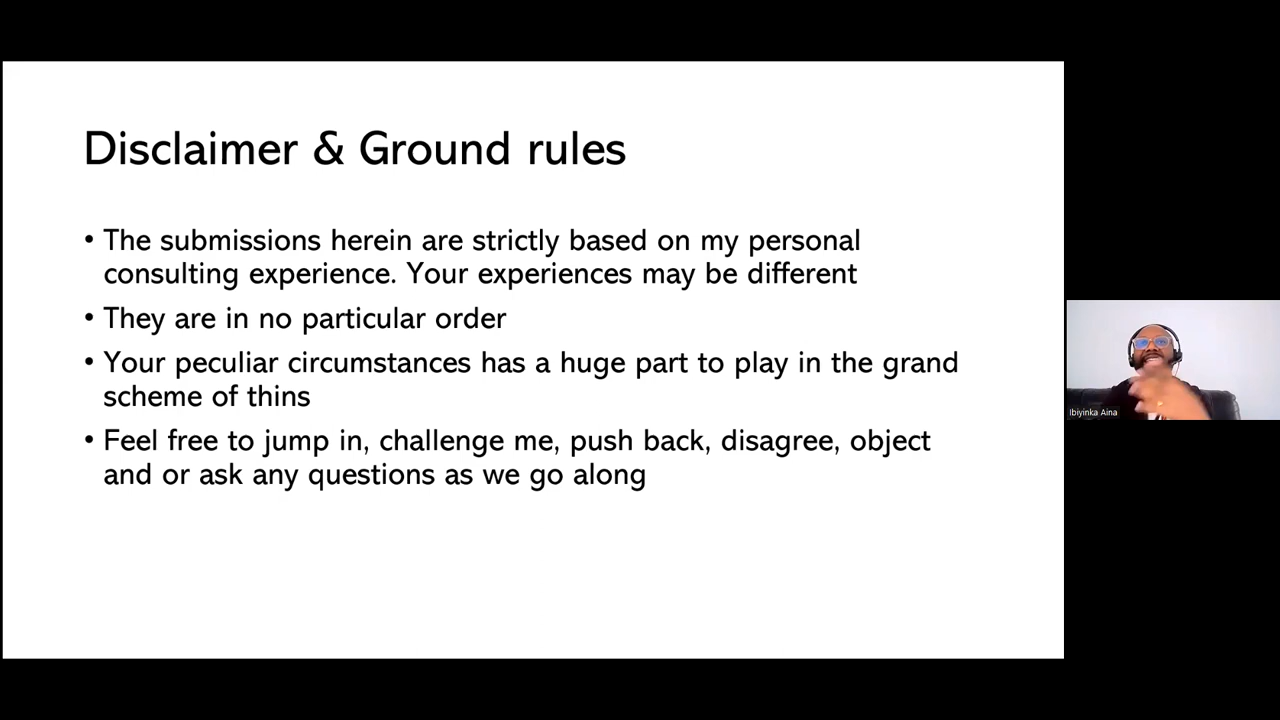 Disclaimer & Ground rules
• The submissions herein are strictly based on my personal
consulting experience. Your experiences may be different
• They are in no particular order
• Your peculiar circumstances has a huge part to play in the grand
scheme of thins
• Feel free to jump in, challenge me, push back, disagree, object
and or ask any questions as we go along
Ibiyinka Aina